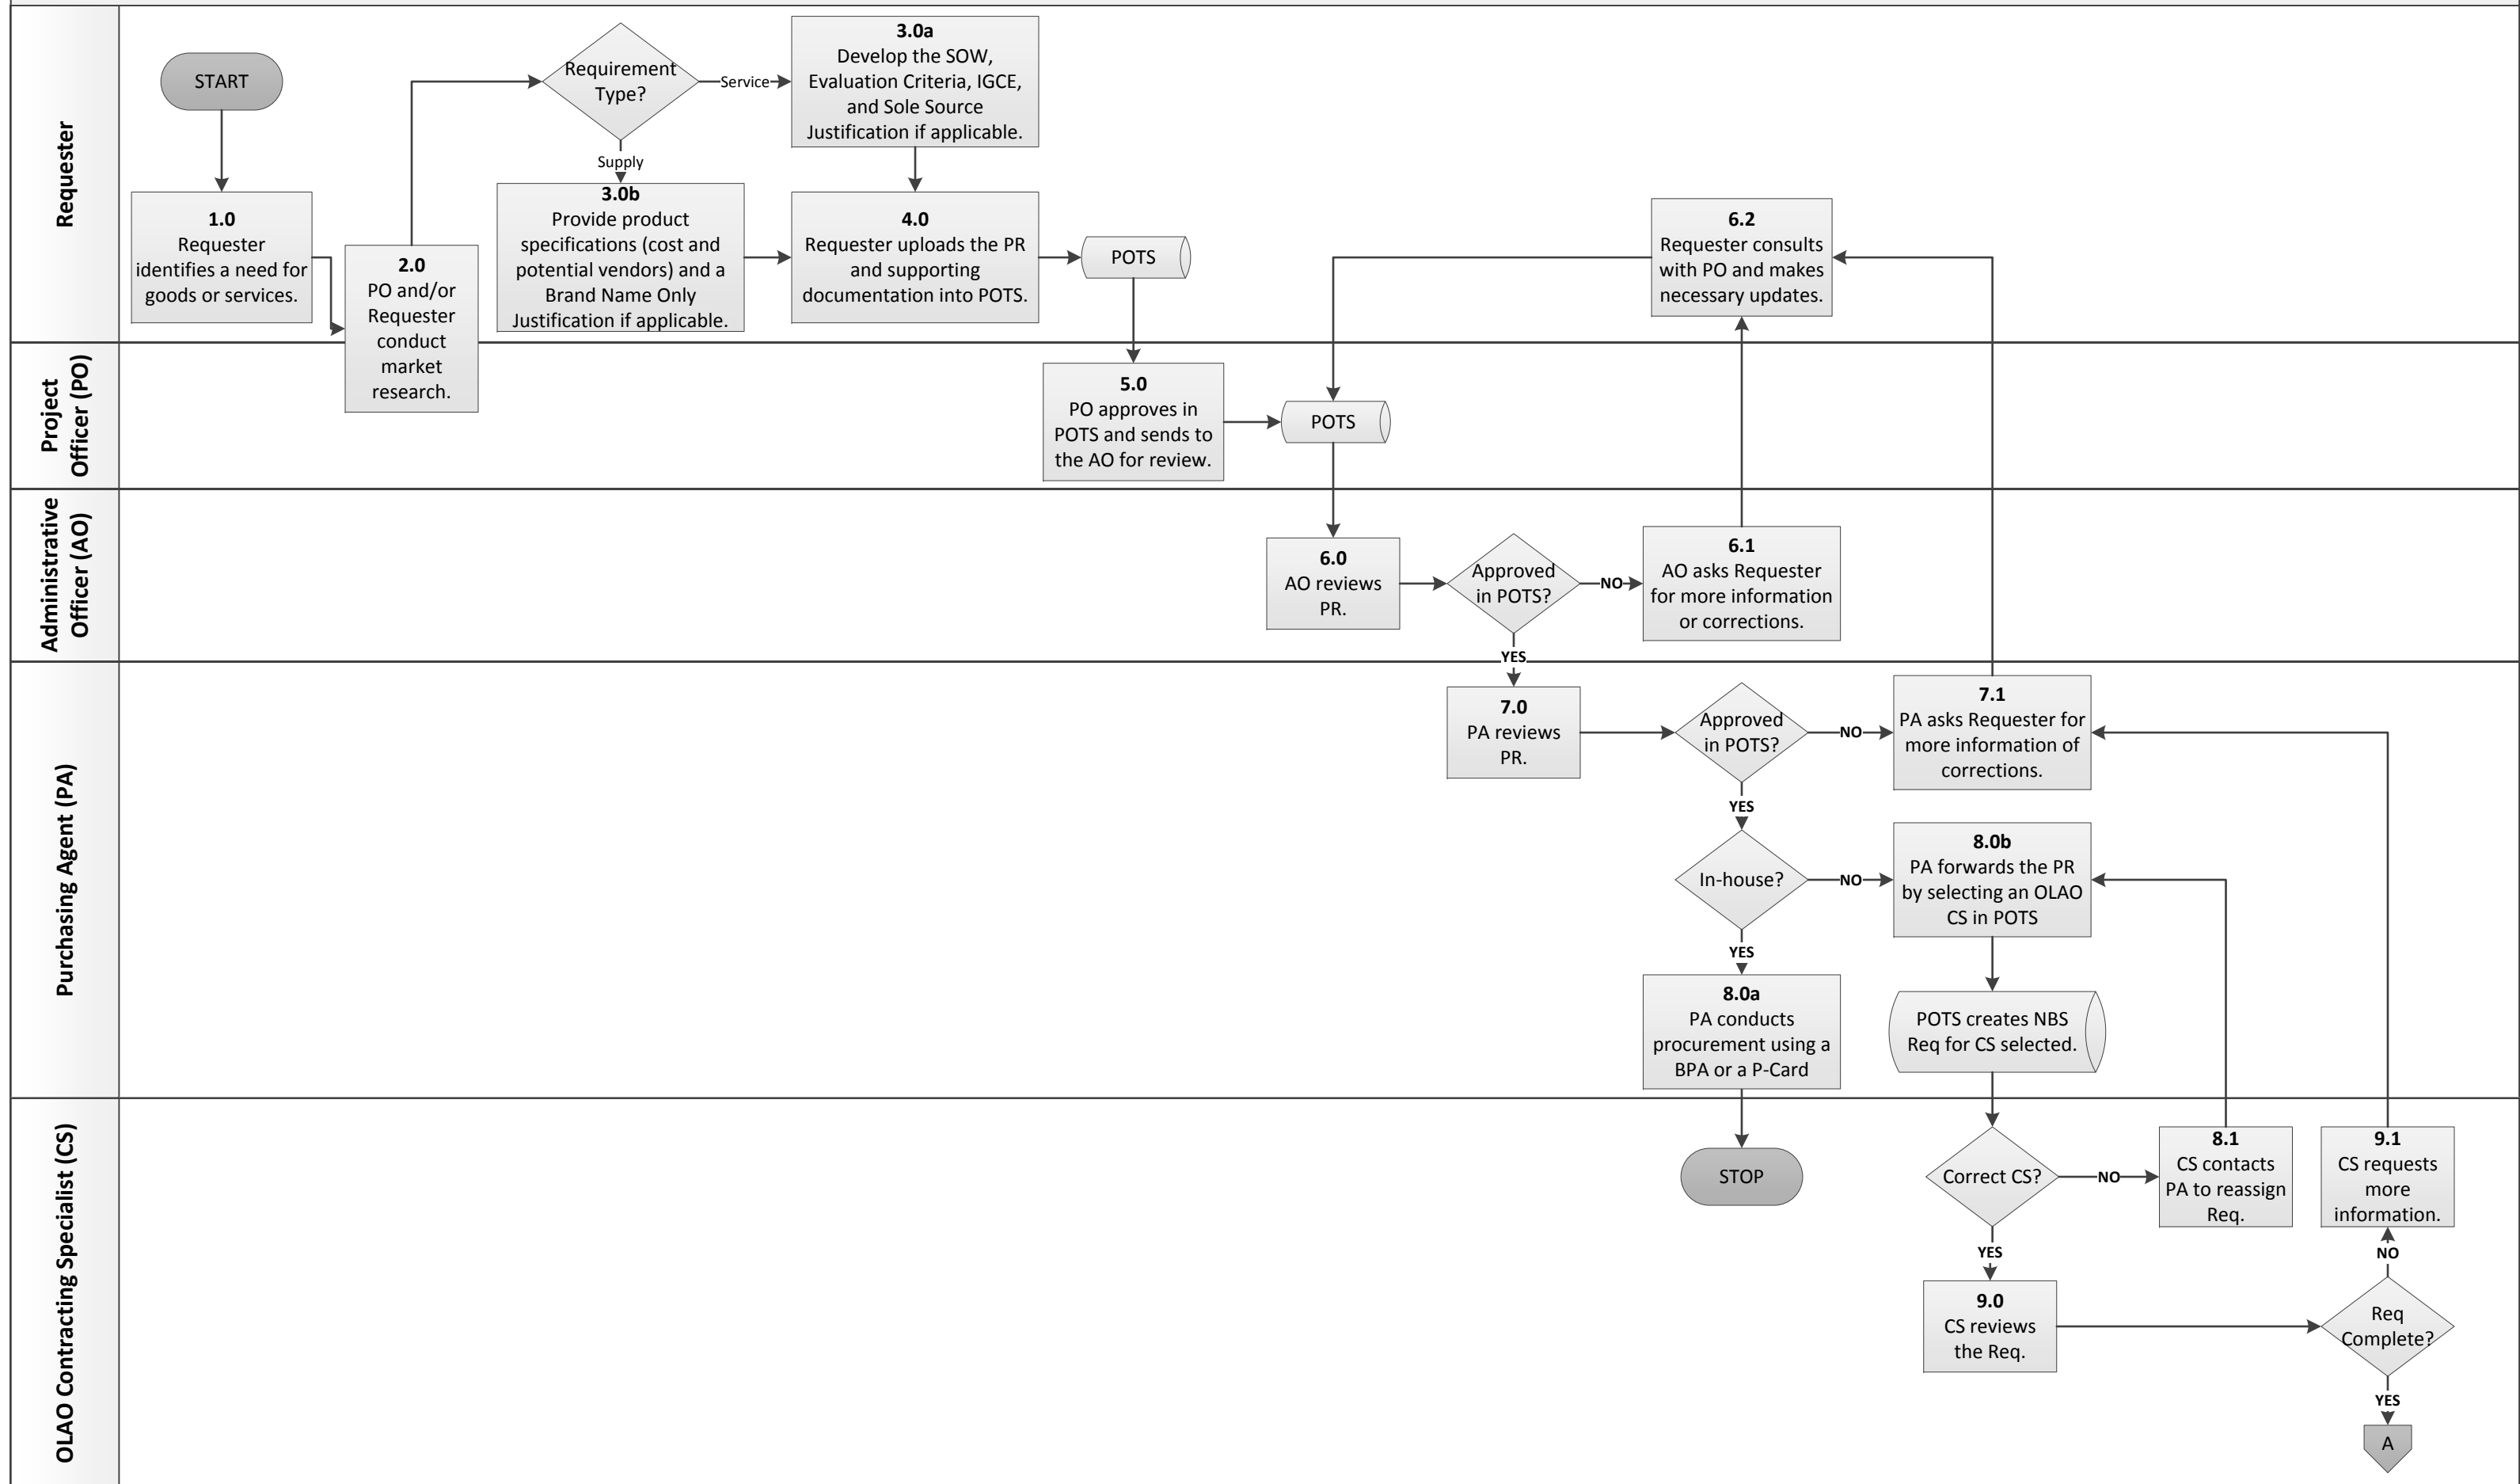 Requester
START
1.0
Requester
identifies a need for
goods or services.
2.0
PO and/or
Requester
conduct
market
research.
Requirement
Type?
Service
Supply
3.0a
Develop the SOW,
Evaluation Criteria, IGCE,
and Sole Source
Justification if applicable.
3.0b
Provide product
specifications (cost and
potential vendors) and a
Brand Name Only
Justification if applicable.
4.0
Requester uploads the PR
and supporting
documentation into POTS.
POTS
6.2
Requester consults
with PO and makes
necessary updates.
Project
Officer (PO)
5.0
PO approves in
POTS and sends to
the AO for review.
POTS
Administrative
Officer (AO)
6.0
AO reviews
PR.
Approved
in POTS?
NO
YES
6.1
AO asks Requester
for more information
or corrections.
Purchasing Agent (PA)
7.0
PA reviews
PR.
Approved
in POTS?
NO
YES
7.1
PA asks Requester for
more information of
corrections.
In-house?
NO
YES
8.0b
PA forwards the PR
by selecting an OLAO
CS in POTS
8.0a
PA conducts
procurement using a
BPA or a P-Card
POTS creates NBS
Req for CS selected.
OLAO Contracting Specialist (CS)
STOP
Correct CS?
NO
YES
8.1
CS contacts
PA to reassign
Req.
9.1
CS requests
more
information.
NO
9.0
CS reviews
the Req.
Req
Complete?
YES
A